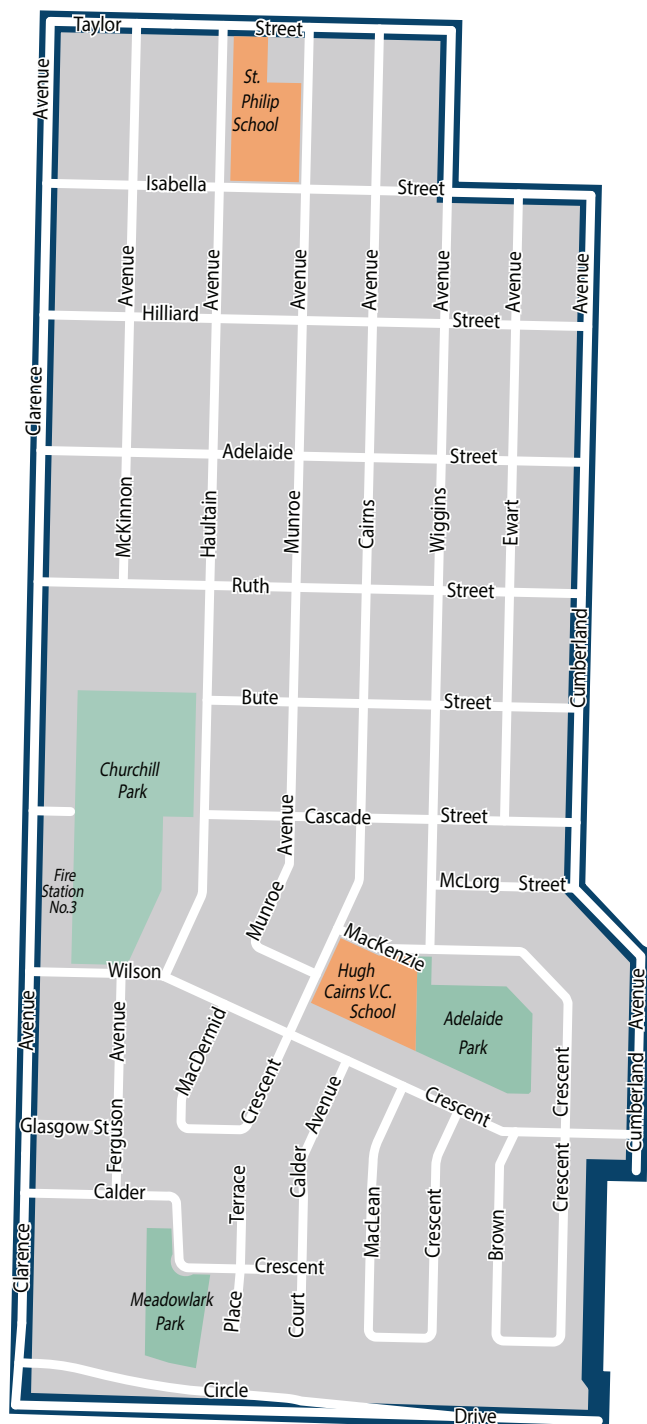 Taylor Street
Avenue
St.
Philip
School
Isabella Street
Avenue Avenue Avenue Avenue Avenue Avenue Avenue
Hilliard Street
Clarence
Adelaide Street
McKinnon Haultain Munroe Cairns Wiggins Ewart
Ruth Street
Cumberland
Bute Street
Churchill
Park
Avenue
Cascade Street
Fire
Station
No.3
McLorg Street
Munroe
MacKenzie
Wilson
Hugh
Cairns V.C.
School
Adelaide
Park
Avenue
Avenue
Avenue
MacDermid
Crescent
Crescent
Avenue
Crescent
Cumberland
Glasgow St
Ferguson
Calder
Calder
Terrace
MacLean
Crescent
Brown
Crescent
Clarence
Crescent
Meadowlark
Park
Place
Court
Circle Drive